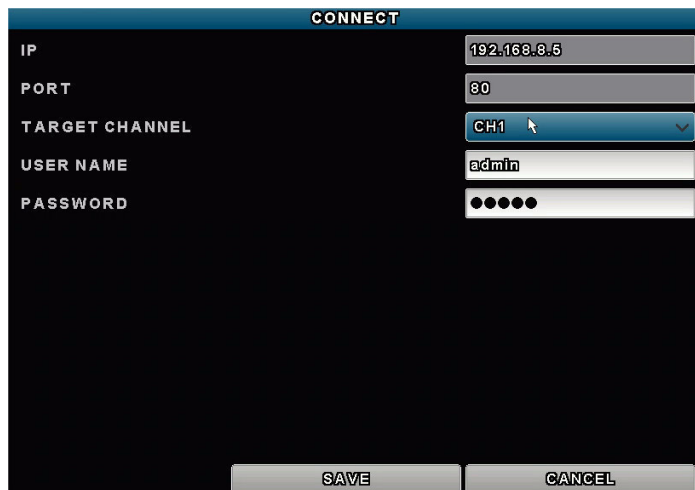 CONNECT
IP 192.168.8.5
PORT 80
TARGET CHANNEL CH1
USER NAME admin
PASSWORD ●●●●●
SAVE CANCEL